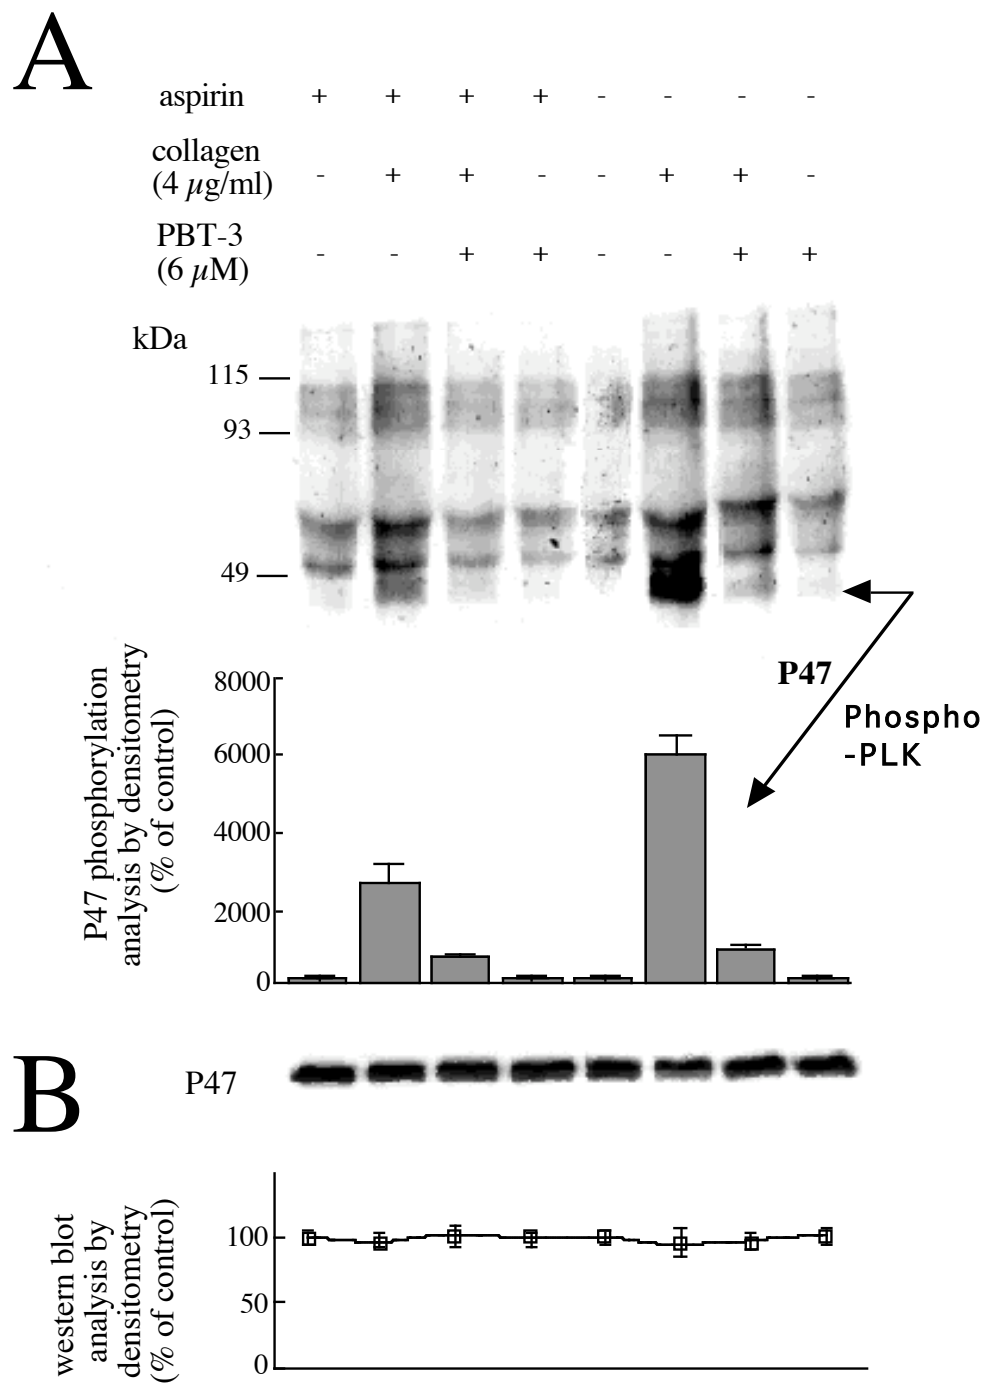 A
aspirin + + + + - - - -
collagen
(4 µg/ml) - + + - - + + -
PBT-3
(6 µM) - - + + - - + +
kDa
115
93
49
P47
Phospho
-PLK
P47 phosphorylation
analysis by densitometry
(% of control)
8000
6000
4000
2000
0
B
P47
western blot
analysis by
densitometry
(% of control)
100
50
0